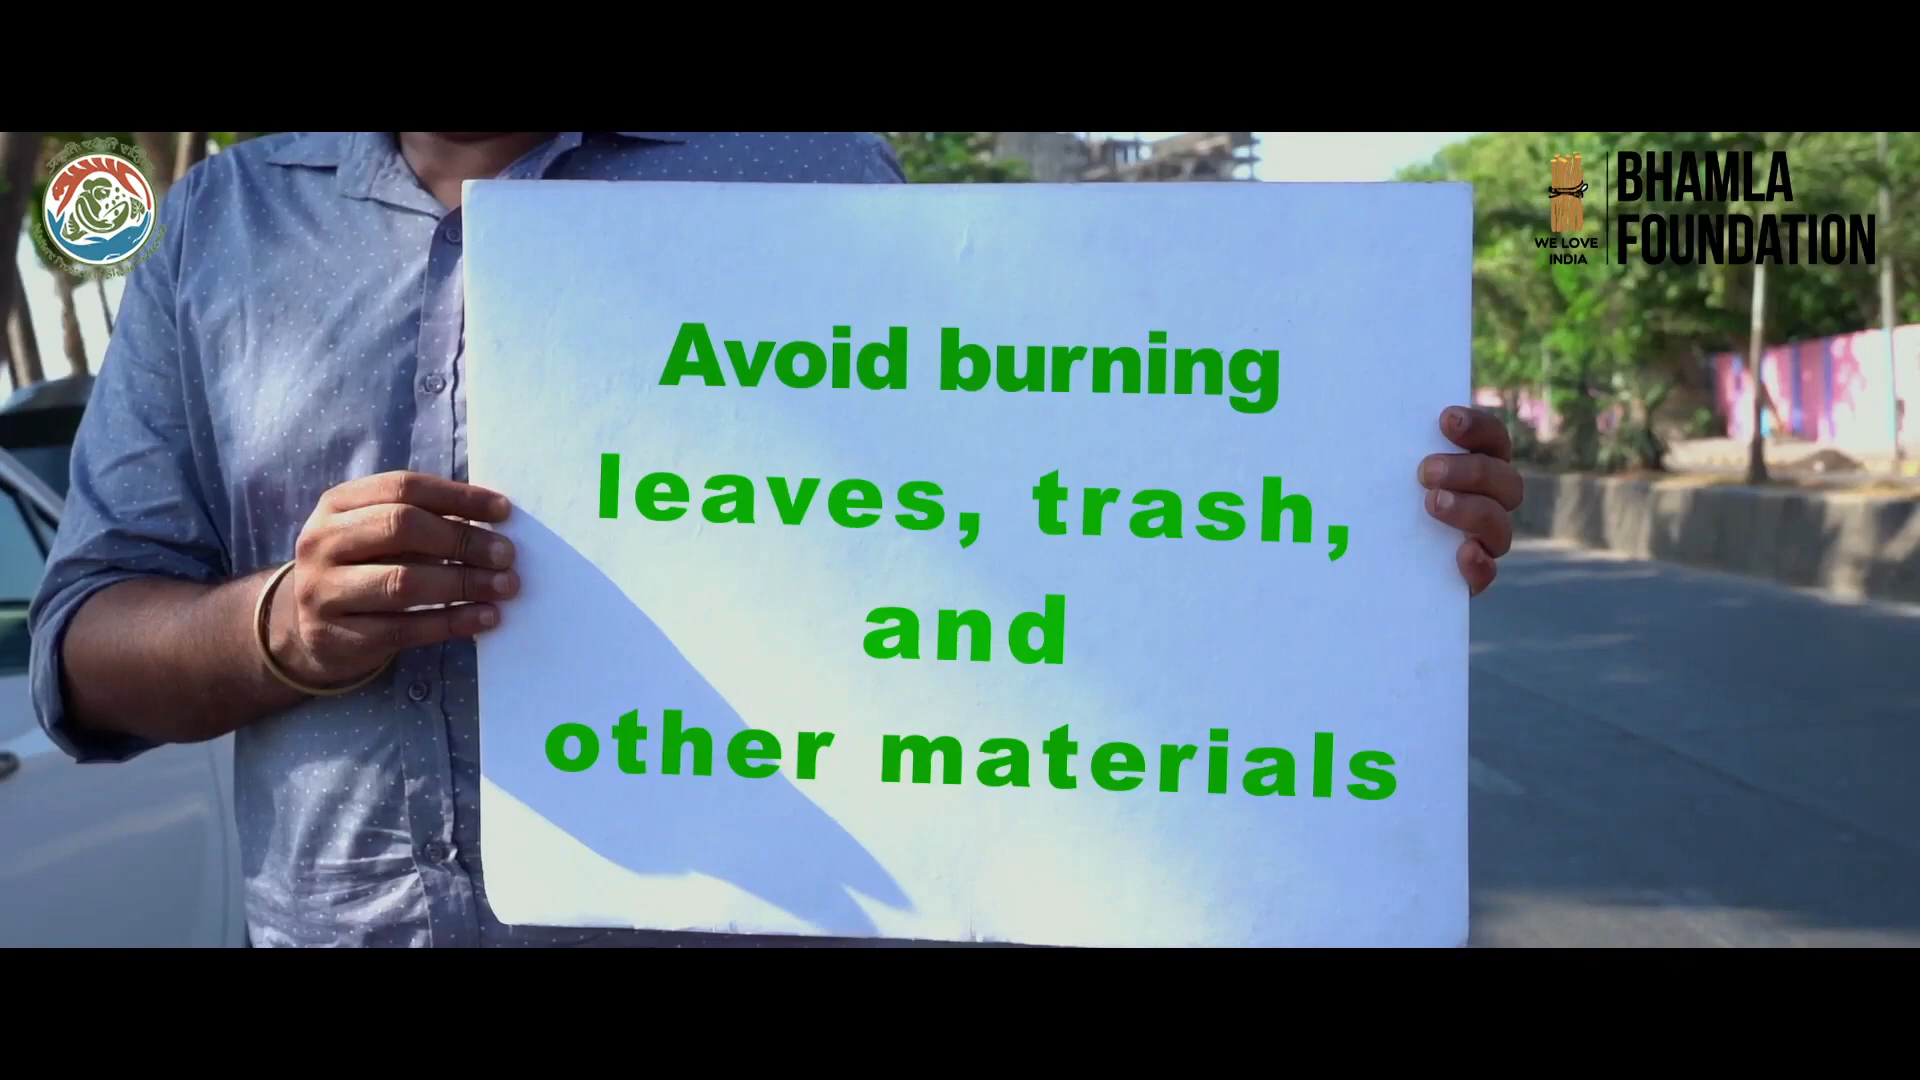 Avoid burning
leaves, trash,
and
other materials
WE LOVE
INDIA
BHAMLA
FOUNDATION